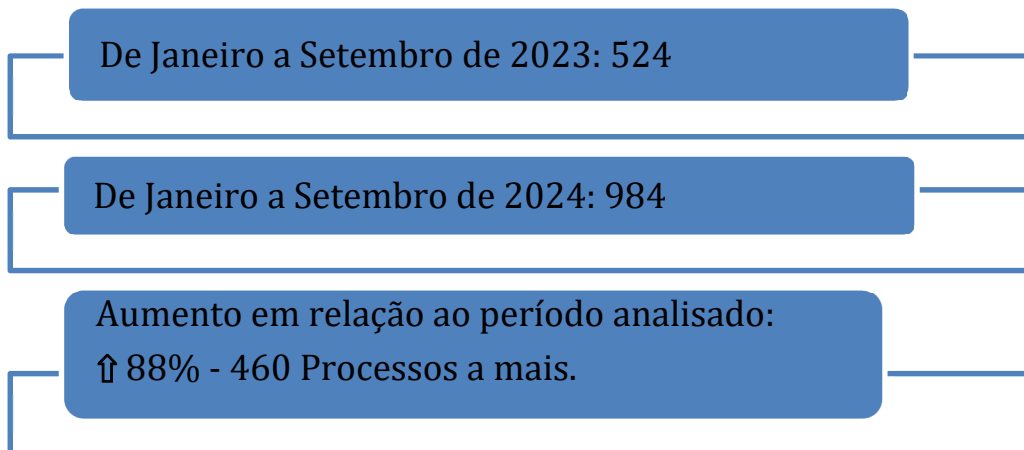 De Janeiro a Setembro de 2023: 524
De Janeiro a Setembro de 2024: 984
Aumento em relação ao período analisado:
⇧ 88% - 460 Processos a mais.